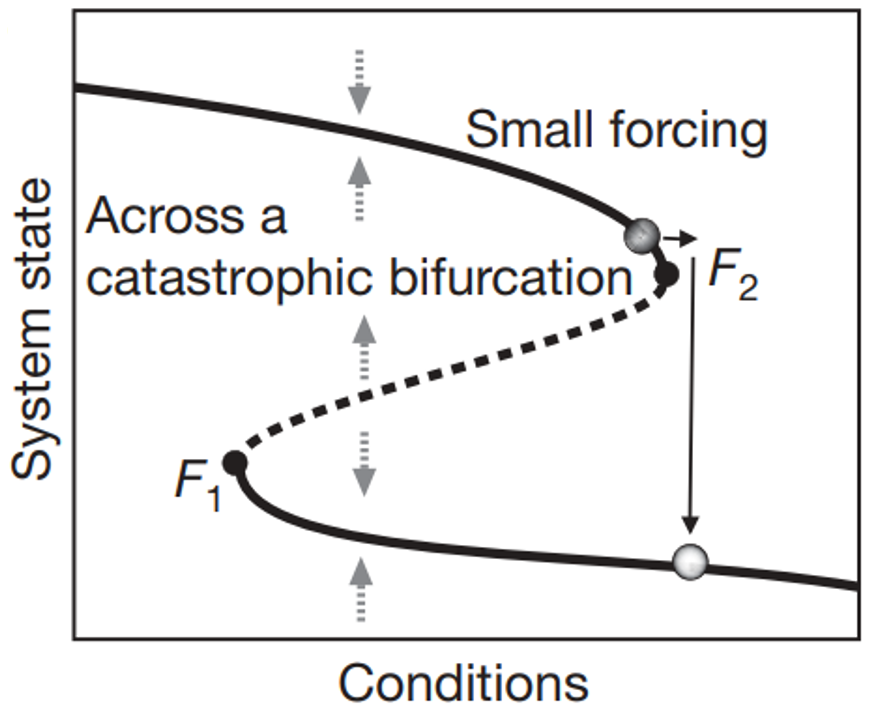 Small forcing
Across a
catastrophic bifurcation
F2
F1
System state
Conditions